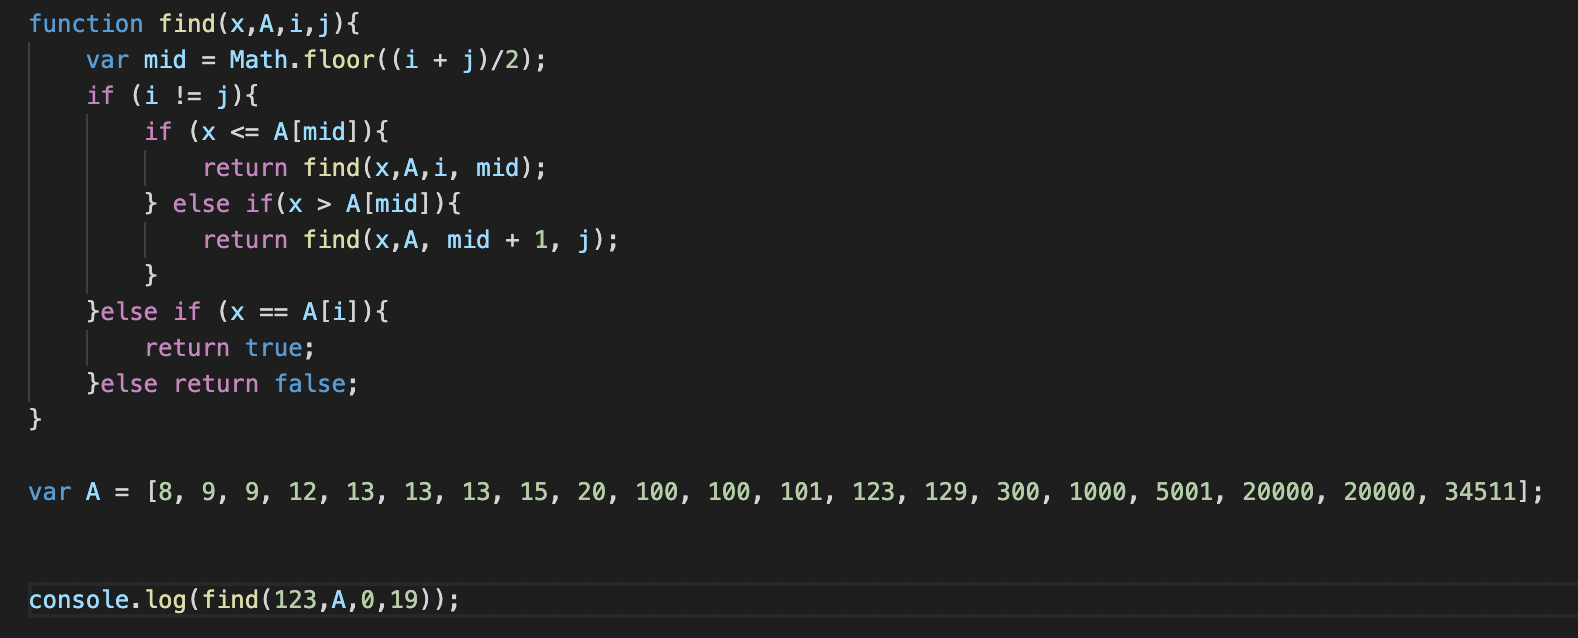 function find(x,A,i,j){
    var mid = Math.floor((i + j)/2);
    if (i != j){
        if (x <= A[mid]){
            return find(x,A,i, mid);
        } else if(x > A[mid]){
            return find(x,A, mid + 1, j);
        }
    }else if (x == A[i]){
        return true;
    }else return false;
}
var A = [8, 9, 9, 12, 13, 13, 13, 15, 20, 100, 100, 101, 123, 129, 300, 1000, 5001, 20000, 20000, 34511];
console.log(find(123,A,0,19));